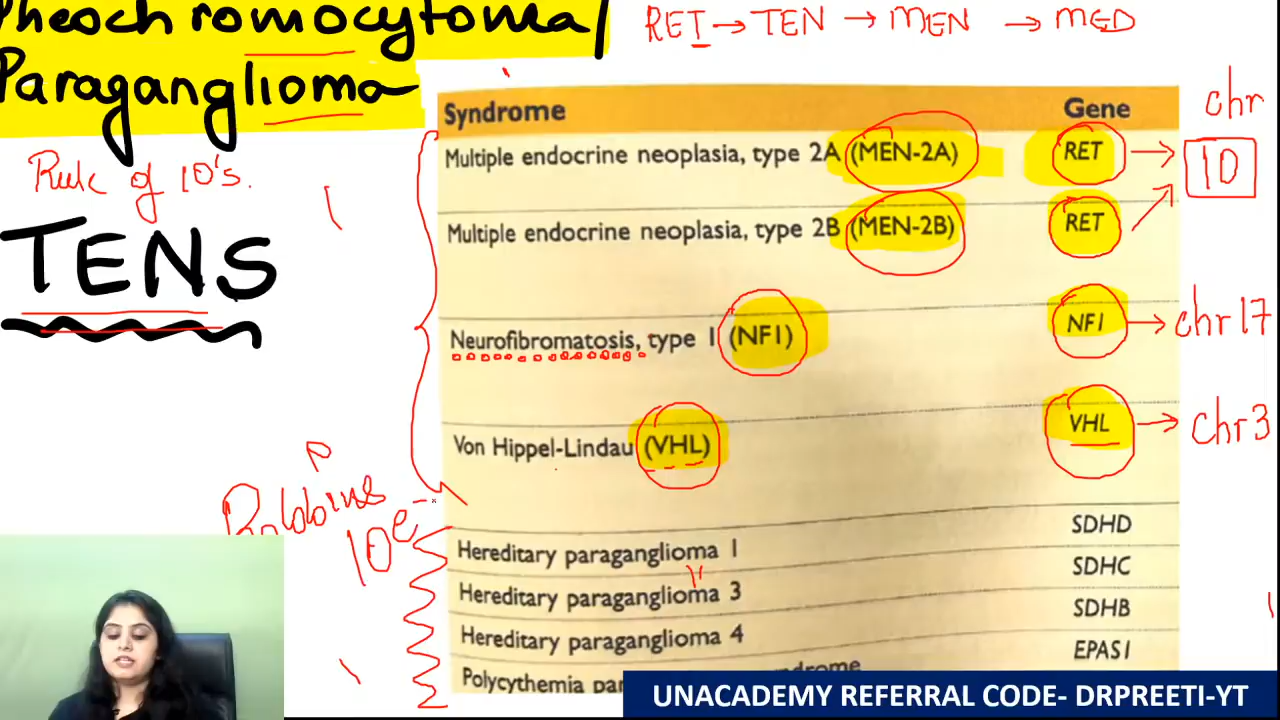 Pheochromocytoma/
Paraganglioma
RET → TEN → MEN → MED
Rule of 10's.
TENS
Syndrome Gene
chr
Multiple endocrine neoplasia, type 2A (MEN-2A) RET → 10
Multiple endocrine neoplasia, type 2B (MEN-2B) RET
Neurofibromatosis, type 1 (NF1) NF1 → chr 17
Von Hippel-Lindau (VHL) VHL → chr 3
Robbins
10e
SDHD
Hereditary paraganglioma 1
SDHC
Hereditary paraganglioma 3
SDHB
Hereditary paraganglioma 4
EPAS1
Polycythemia
UNACADEMY REFERRAL CODE- DRPREETI-YT